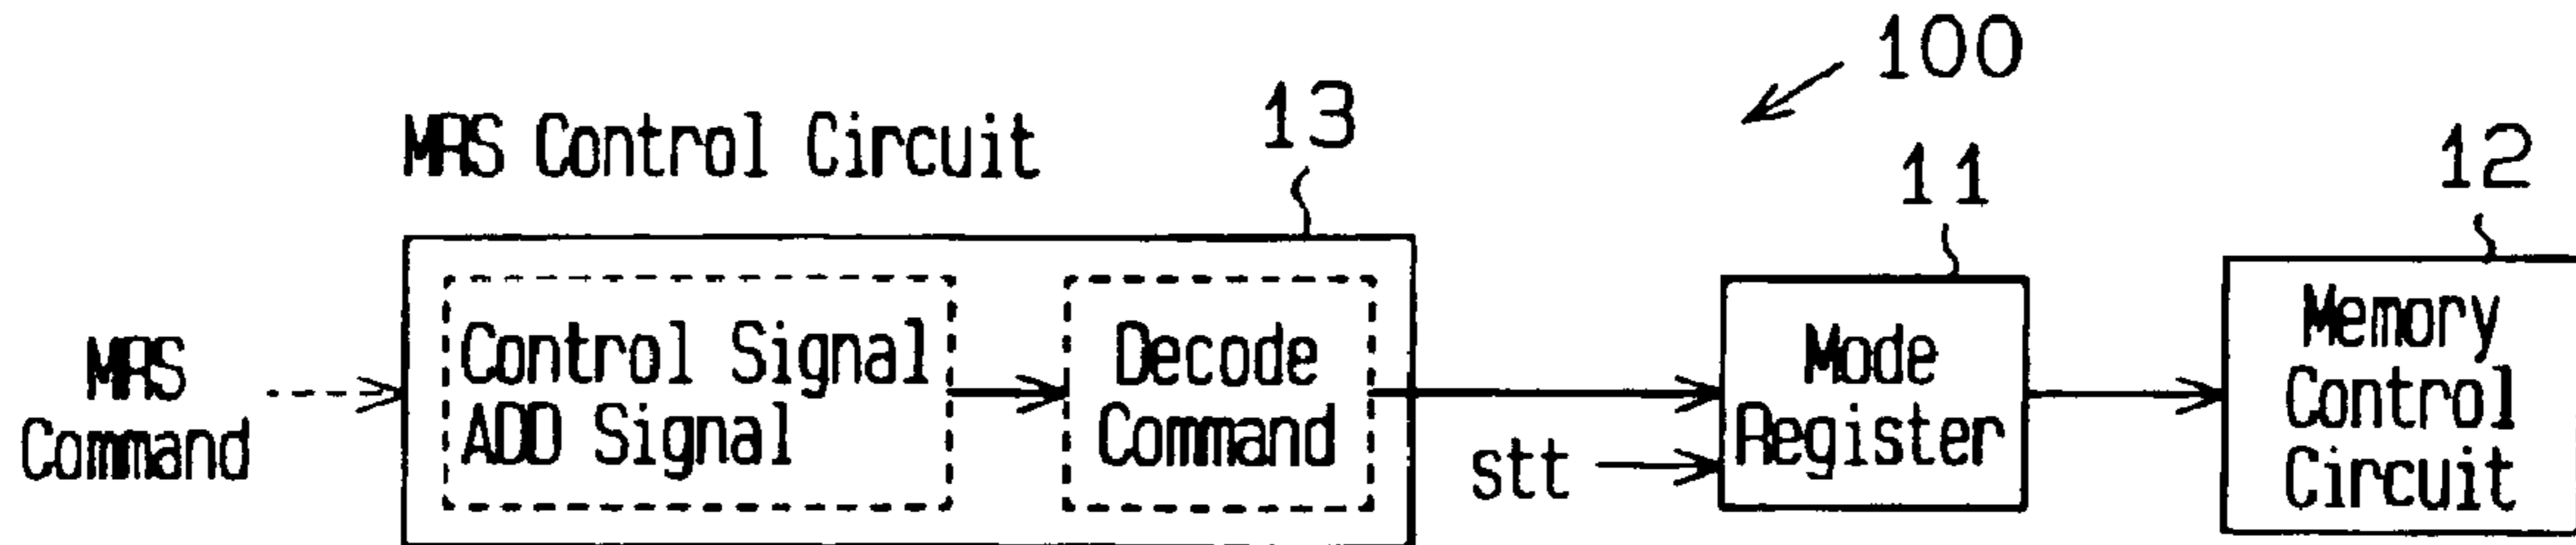 100
MRS Control Circuit
13
11
12
MRS
Command
Control Signal
ADD Signal
Decode
Command
stt
Mode
Register
Memory
Control
Circuit